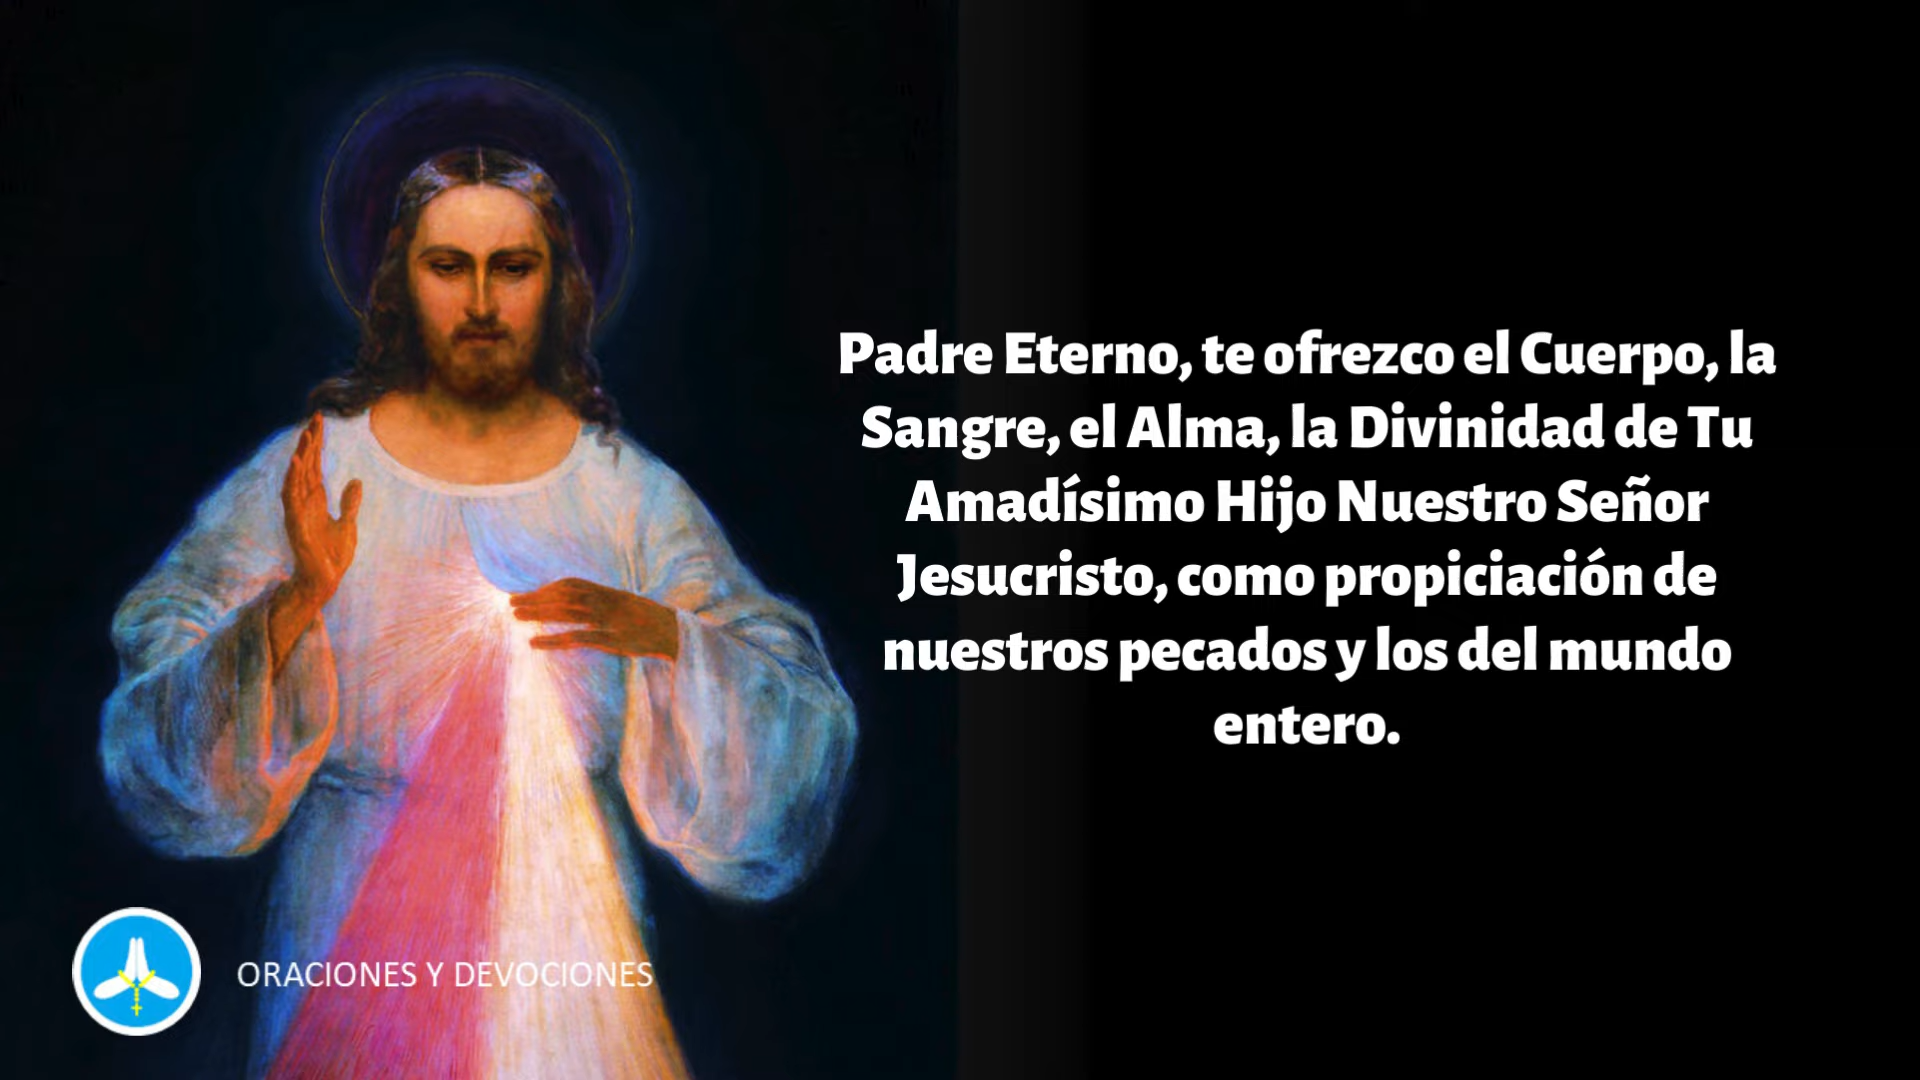 Padre Eterno, te ofrezco el Cuerpo, la
Sangre, el Alma, la Divinidad de Tu
Amadísimo Hijo Nuestro Señor
Jesucristo, como propiciación de
nuestros pecados y los del mundo
entero.
ORACIONES Y DEVOCIONES